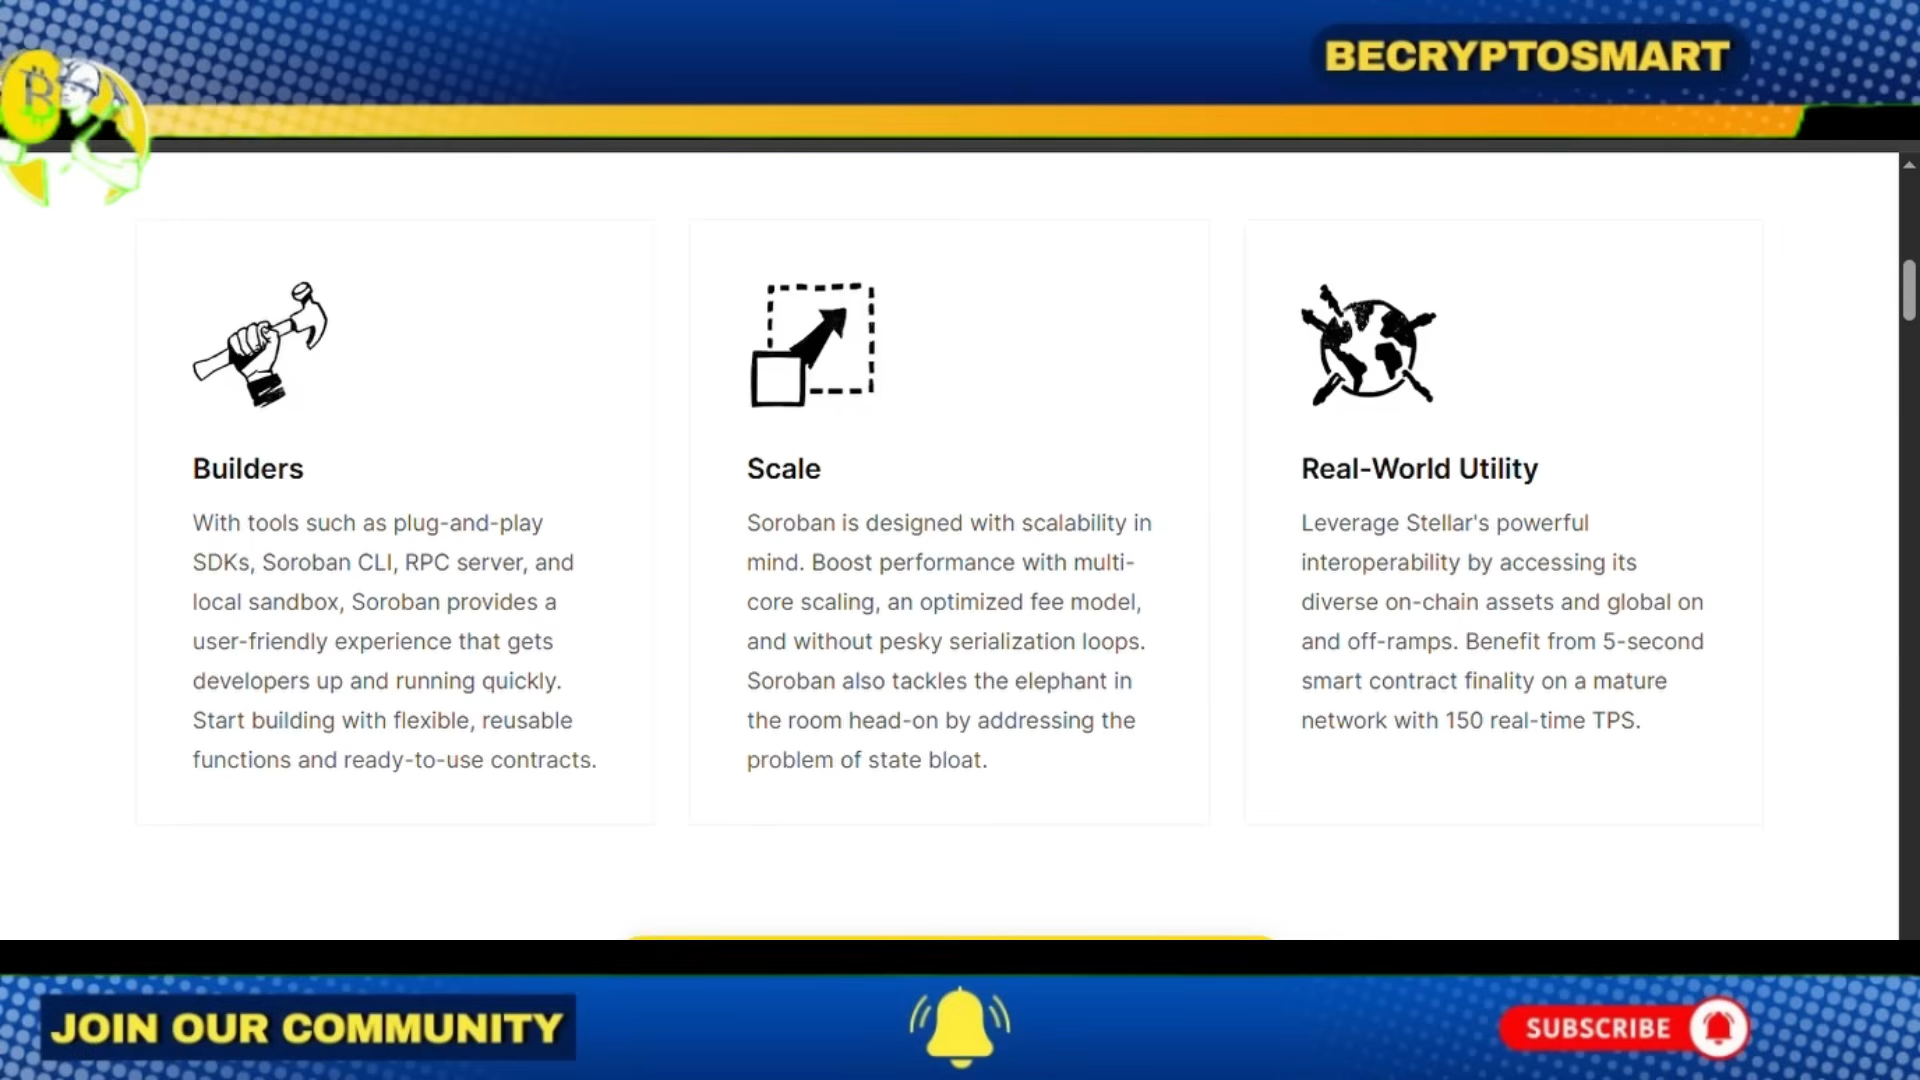 BECRYPTOSMART
Builders
With tools such as plug-and-play
SDKs, Soroban CLI, RPC server, and
local sandbox, Soroban provides a
user-friendly experience that gets
developers up and running quickly.
Start building with flexible, reusable
functions and ready-to-use contracts.
Scale
Soroban is designed with scalability in
mind. Boost performance with multi-
core scaling, an optimized fee model,
and without pesky serialization loops.
Soroban also tackles the elephant in
the room head-on by addressing the
problem of state bloat.
Real-World Utility
Leverage Stellar's powerful
interoperability by accessing its
diverse on-chain assets and global on
and off-ramps. Benefit from 5-second
smart contract finality on a mature
network with 150 real-time TPS.
JOIN OUR COMMUNITY
SUBSCRIBE